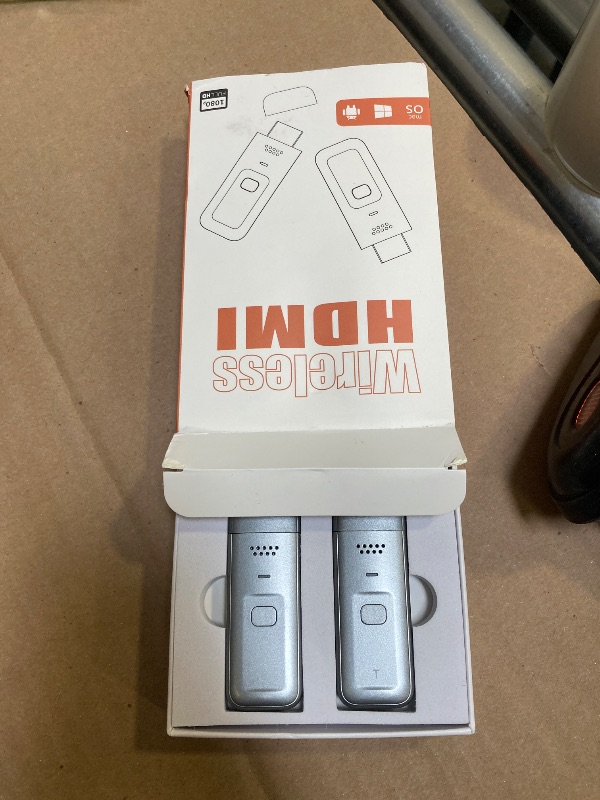 Wireless
HDMI
OS
mac
1080P
FULL HD
T